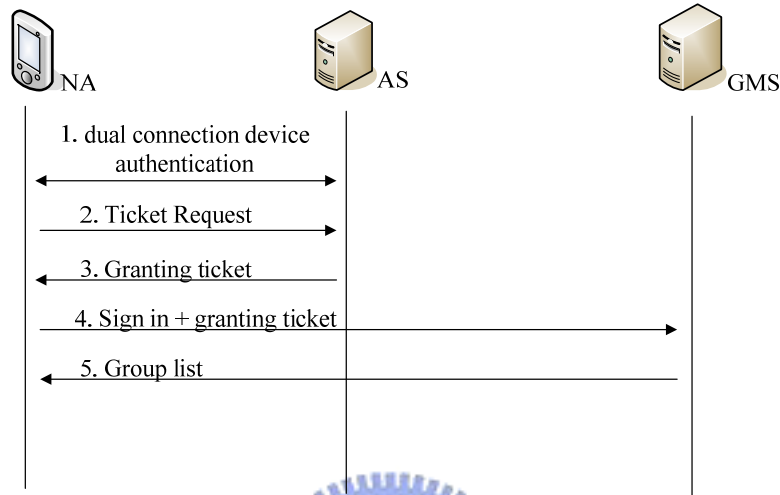 NA
AS
GMS
1. dual connection device
authentication
2. Ticket Request
3. Granting ticket
4. Sign in + granting ticket
5. Group list